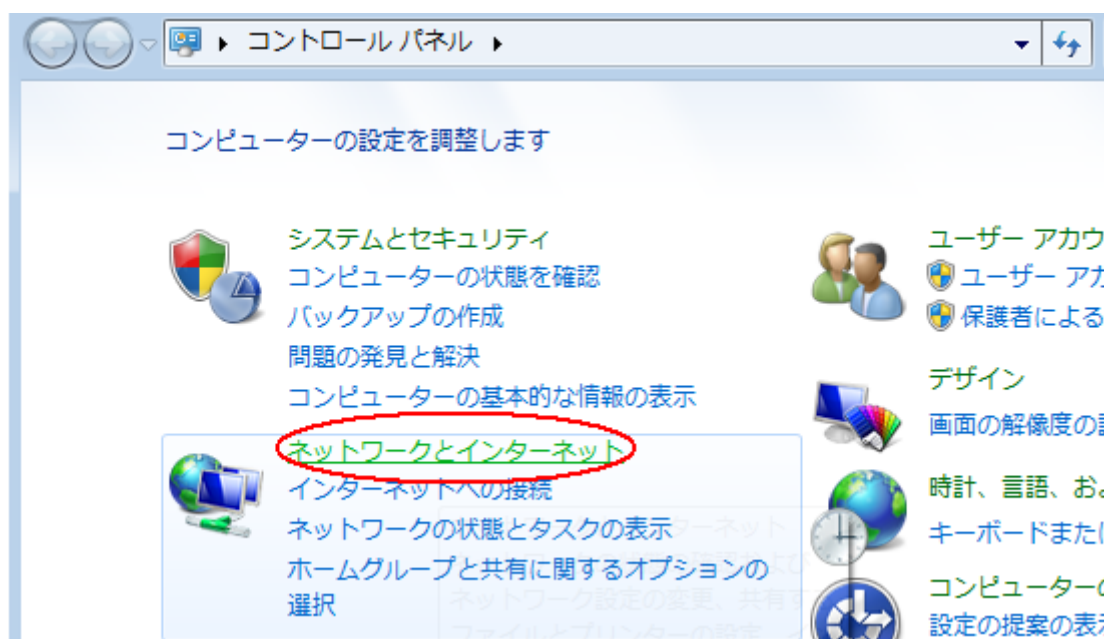 コントロール パネル
コンピューターの設定を調整します
システムとセキュリティ
コンピューターの状態を確認
バックアップの作成
問題の発見と解決
コンピューターの基本的な情報の表示
ネットワークとインターネット
インターネットへの接続
ネットワークの状態とタスクの表示
ホームグループと共有に関するオプションの
選択
ユーザー アカウ
ユーザー アカ
保護者による
デザイン
画面の解像度の
時計、言語、およ
キーボードまたは
コンピューターの
設定の提案の表示